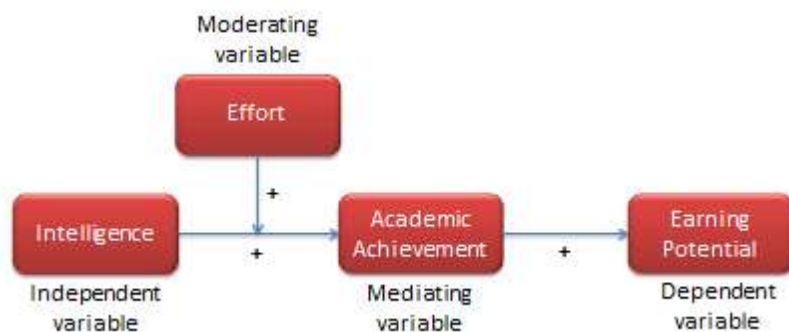 Moderating
variable
Effort
+
Intelligence
+
Academic
Achievement
+
Earning
Potential
Independent
variable
Mediating
variable
Dependent
variable